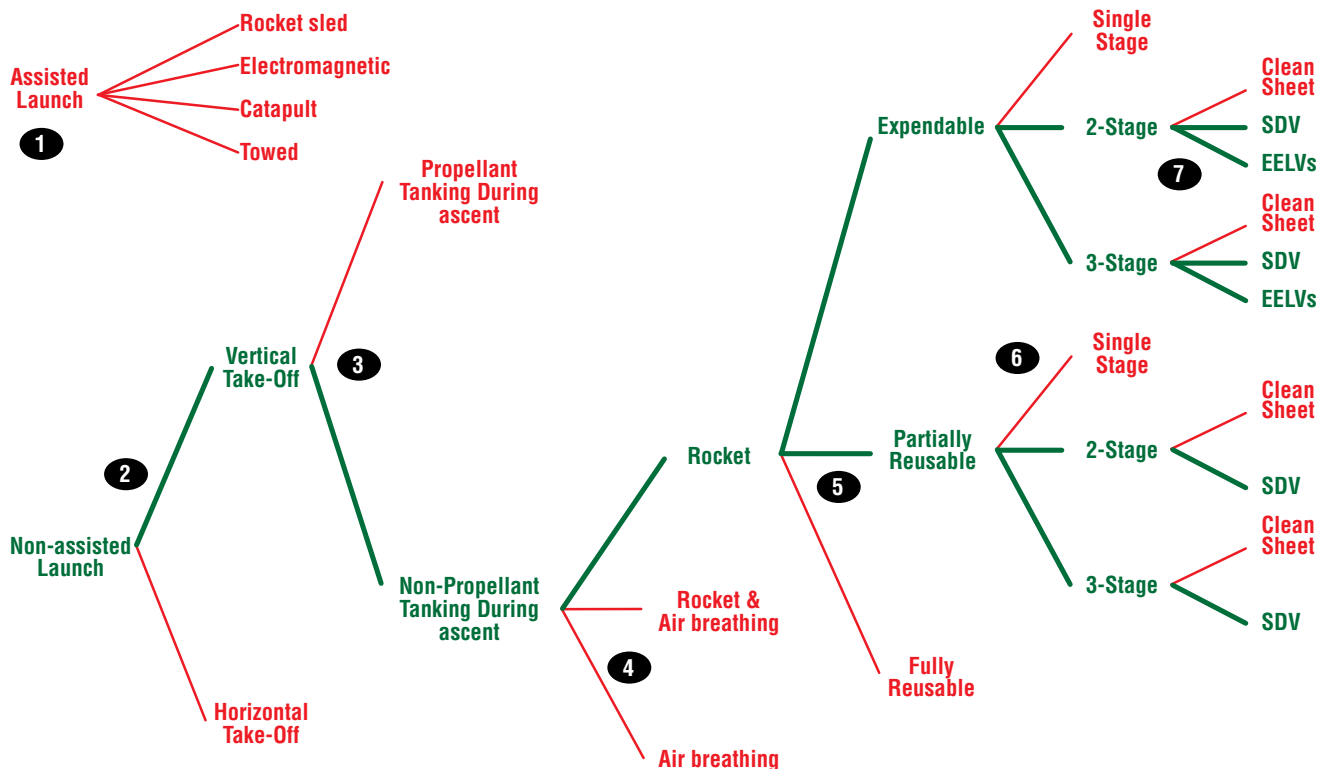 Assisted
Launch
1
Rocket sled
Electromagnetic
Catapult
Towed
Non-assisted
Launch
2
Vertical
Take-Off
Horizontal
Take-Off
3
Propellant
Tanking During
ascent
Non-Propellant
Tanking During
ascent
4
Rocket
Rocket &
Air breathing
Air breathing
5
Expendable
Partially
Reusable
Fully
Reusable
Single
Stage
2-Stage
7
3-Stage
Clean
Sheet
SDV
EELVs
Clean
Sheet
SDV
EELVs
6
Single
Stage
2-Stage
3-Stage
Clean
Sheet
SDV
Clean
Sheet
SDV